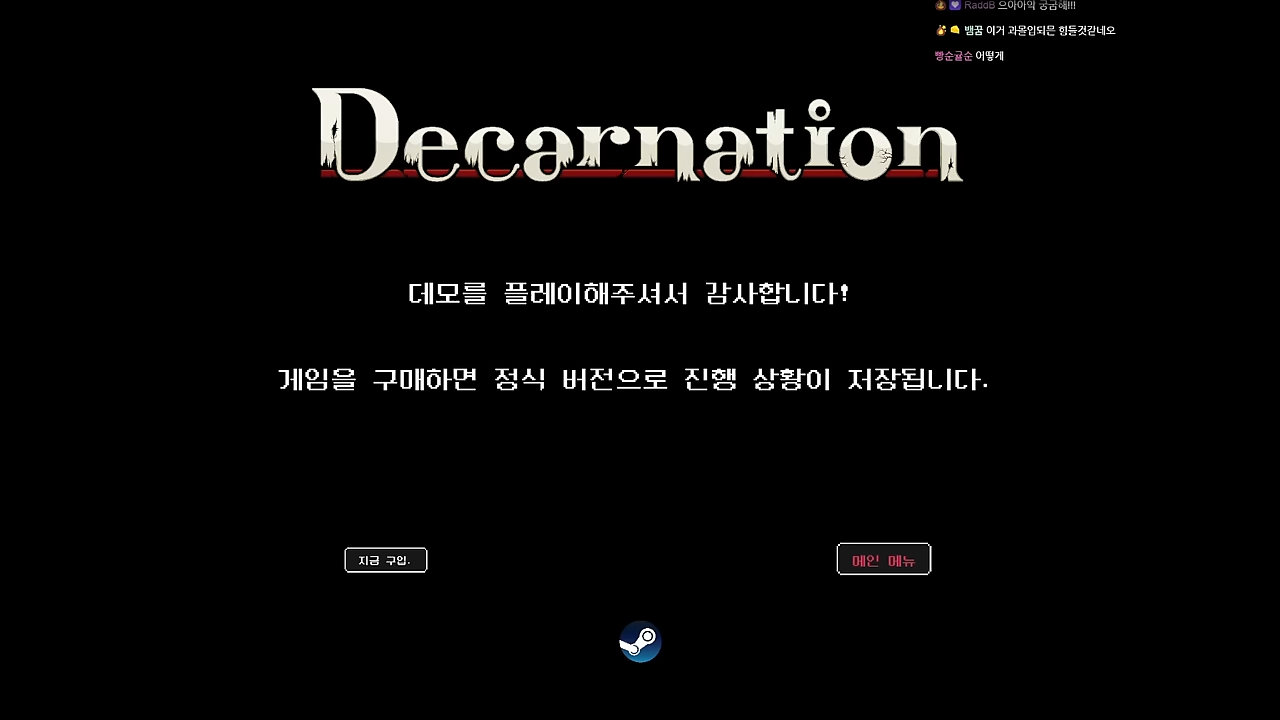 RaddB 으아아악 궁금해!!!
뱀꿈 이거 과몰입되믄 힘들것갇네오
빵순귤순 이떻게
Decarnation
데모를 플레이해주셔서 감사합니다!
게임을 구매하면 정식 버전으로 진행 상황이 저장됩니다.
지금 구입.
메인 메뉴